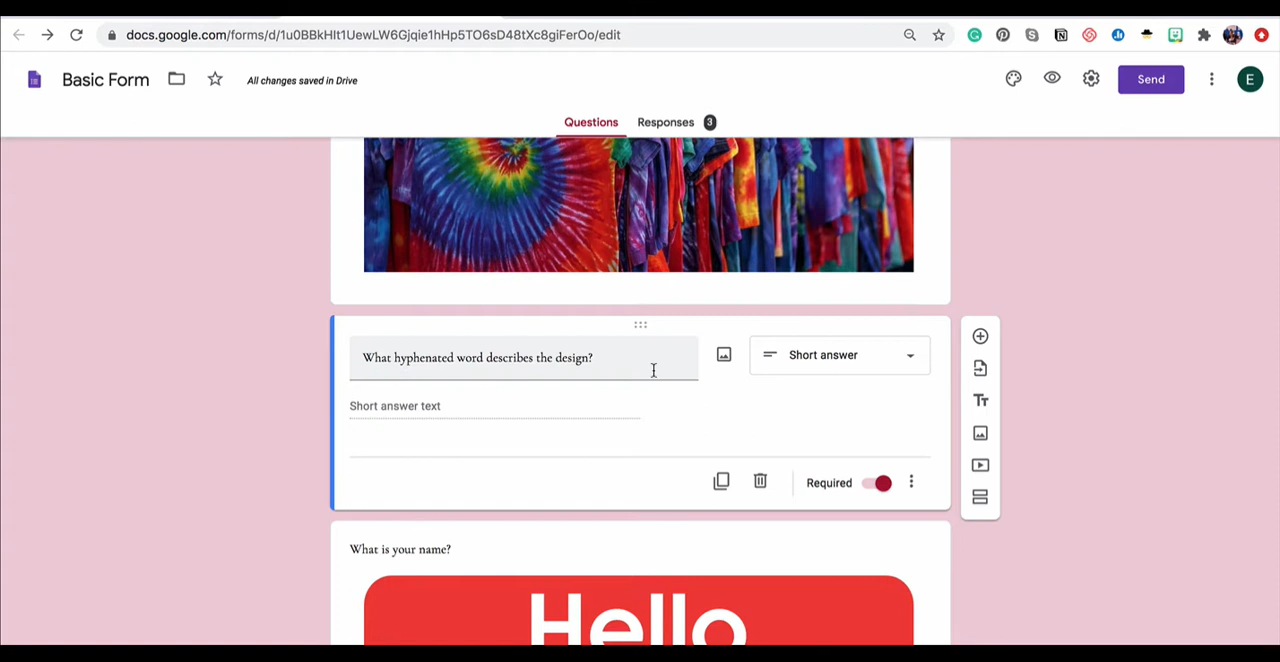 docs.google.com/forms/d/1u0BBkHIt1UewLW6Gjqie1hHp5TO6sD48tXc8giFerOo/edit
Basic Form
All changes saved in Drive
Send
E
Questions
Responses 3
What hyphenated word describes the design?
Short answer
Short answer text
Required
What is your name?
Hello